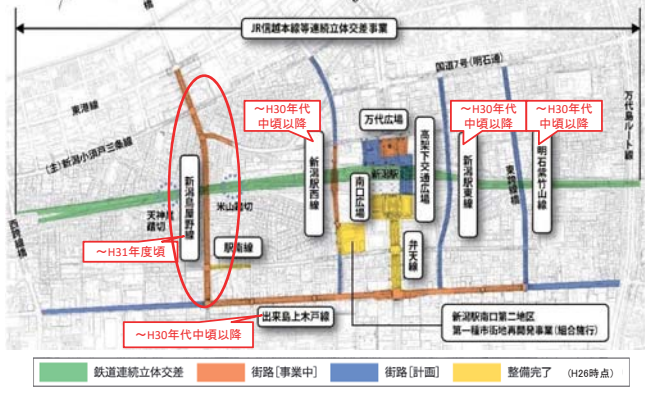 JR信越本線等連続立体交差事業
国道7号(明石通)
東港線
(主)新潟小須戸三条線
万代島ルート線
～H30年代
中頃以降
万代広場
～H30年代
中頃以降
～H30年代
中頃以降
高架下交通広場
新潟駅
新潟駅西線
南口広場
新潟駅東線
東跨線橋
明石紫竹山線
新潟鳥屋野線
米山踏切
踏切
西跨線橋
～H31年度頃
駅南線
弁天線
～H30年代中頃以降
出来島上木戸線
新潟駅南口第二地区
第一種市街地再開発事業(組合施行)
鉄道連続立体交差
街路[事業中]
街路[計画]
整備完了
(H26時点)